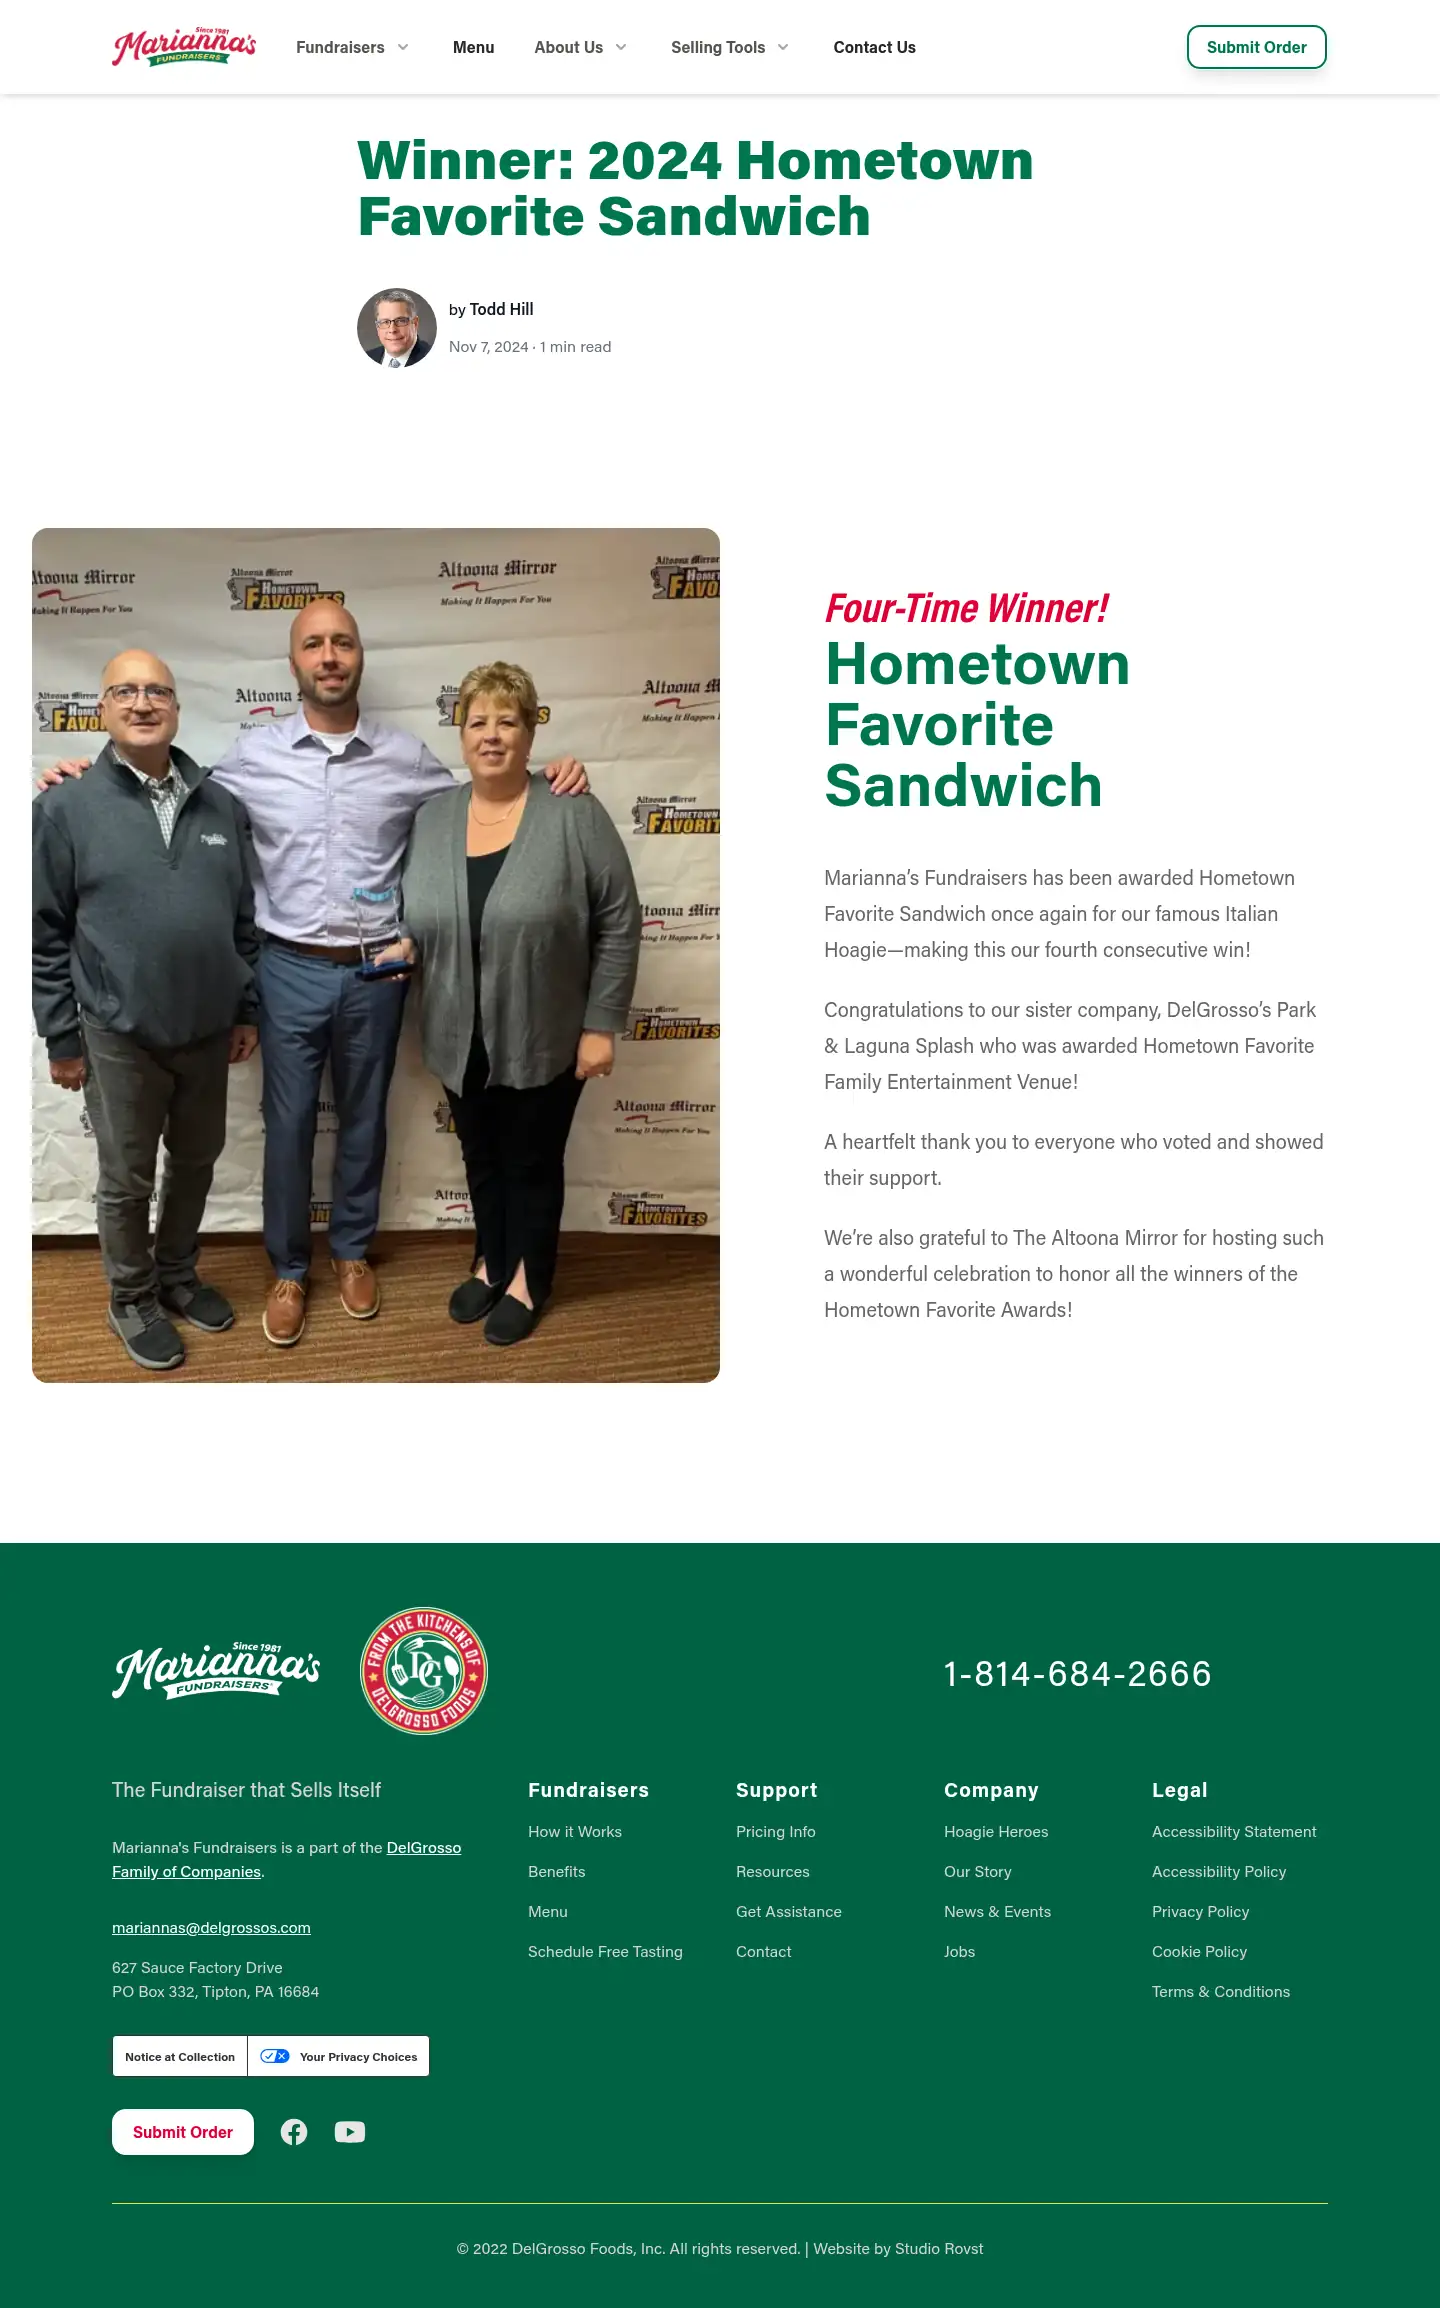 Since 1981
Marianna's
FUNDRAISERS
Fundraisers
Menu
About Us
Selling Tools
Contact Us
Submit Order
Winner: 2024 Hometown
Favorite Sandwich
by Todd Hill
Nov 7, 2024 · 1 min read
Altoona Mirror
Making It Happen For You
HOMETOWN
FAVORITES
Four-Time Winner!
Hometown
Favorite
Sandwich
Marianna’s Fundraisers has been awarded Hometown
Favorite Sandwich once again for our famous Italian
Hoagie—making this our fourth consecutive win!
Congratulations to our sister company, DelGrosso’s Park
& Laguna Splash who was awarded Hometown Favorite
Family Entertainment Venue!
A heartfelt thank you to everyone who voted and showed
their support.
We’re also grateful to The Altoona Mirror for hosting such
a wonderful celebration to honor all the winners of the
Hometown Favorite Awards!
Since 1981
Marianna's
FUNDRAISERS®
FROM THE KITCHENS OF
DG
DELGROSSO FOODS
1-814-684-2666
The Fundraiser that Sells Itself
Marianna's Fundraisers is a part of the DelGrosso
Family of Companies.
mariannas@delgrossos.com
627 Sauce Factory Drive
PO Box 332, Tipton, PA 16684
Notice at Collection
Your Privacy Choices
Submit Order
Fundraisers
How it Works
Benefits
Menu
Schedule Free Tasting
Support
Pricing Info
Resources
Get Assistance
Contact
Company
Hoagie Heroes
Our Story
News & Events
Jobs
Legal
Accessibility Statement
Accessibility Policy
Privacy Policy
Cookie Policy
Terms & Conditions
© 2022 DelGrosso Foods, Inc. All rights reserved. | Website by Studio Rovst